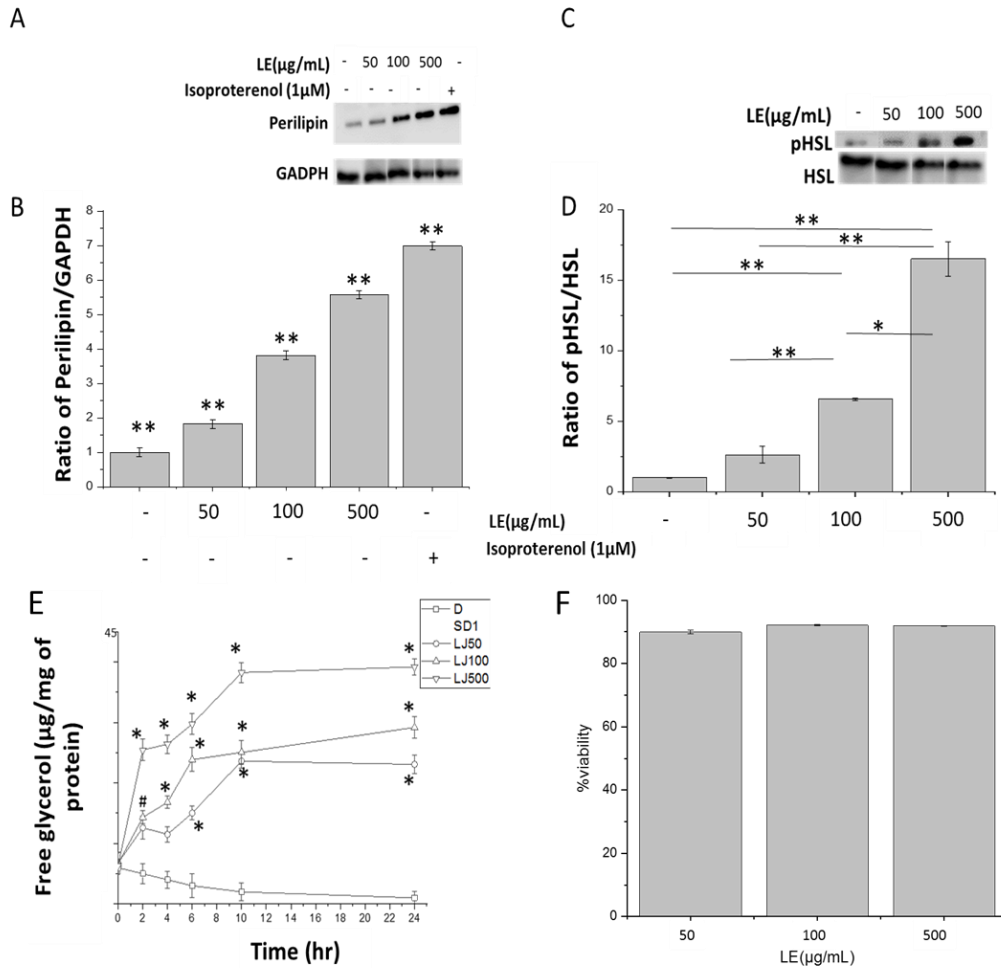 A
LE(µg/mL) - 50 100 500 -
Isoproterenol (1µM) - - - - +
Perilipin
GADPH
B
Ratio of Perilipin/GAPDH
8
7
6
5
4
3
2
1
0
** ** ** ** **
- 50 100 500 -
LE(µg/mL)
- - - - +
Isoproterenol (1µM)
C
LE(µg/mL) - 50 100 500
pHSL
HSL
D
Ratio of pHSL/HSL
20
15
10
5
0
**
**
**
*
**
- 50 100 500
E
Free glycerol (µg/mg of
protein)
45
D
SD1
LJ50
LJ100
LJ500
* * * * *
# * * * *
* * *
0 2 4 6 8 10 12 14 16 18 20 22 24
Time (hr)
F
%viability
100
80
60
40
20
0
50 100 500
LE(µg/mL)